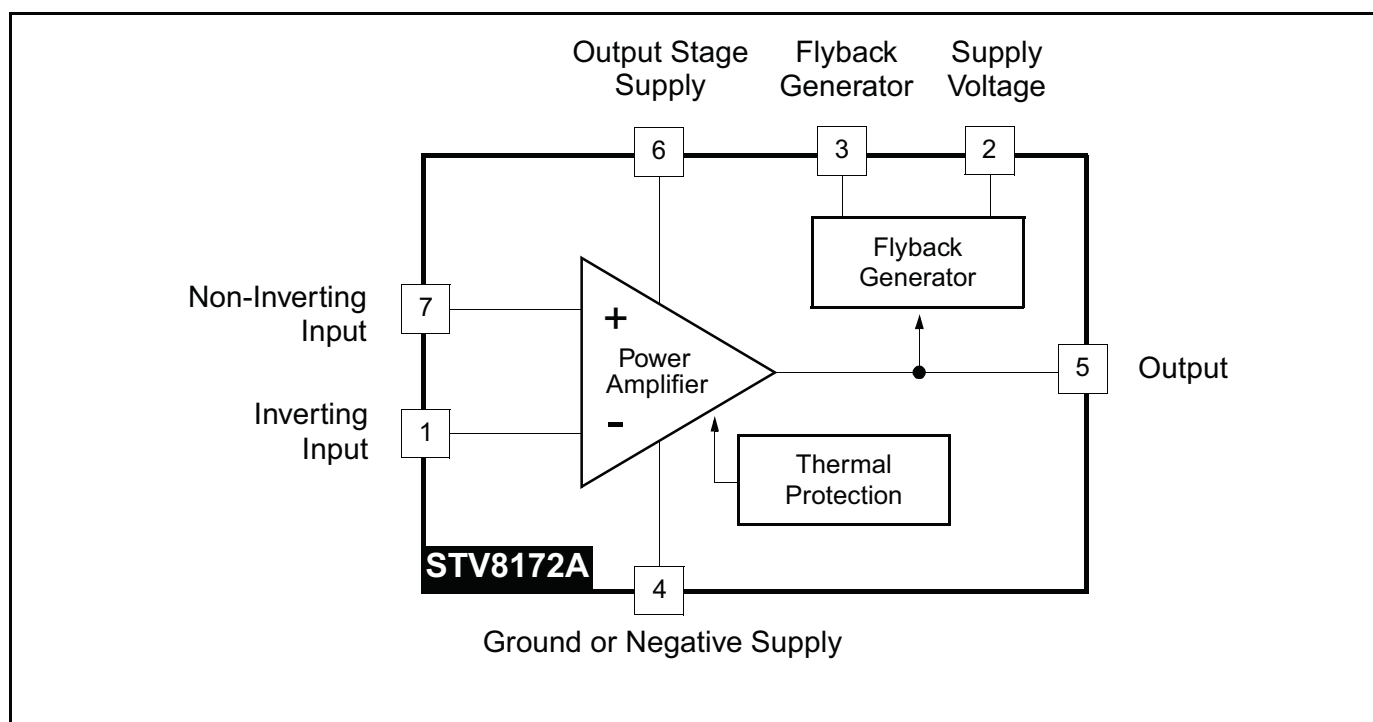 Output Stage
Supply
Flyback
Generator
Supply
Voltage
6
3
2
Flyback
Generator
Non-Inverting
Input
7
+
Power
Amplifier
5
Output
Inverting
Input
1
-
Thermal
Protection
STV8172A
4
Ground or Negative Supply